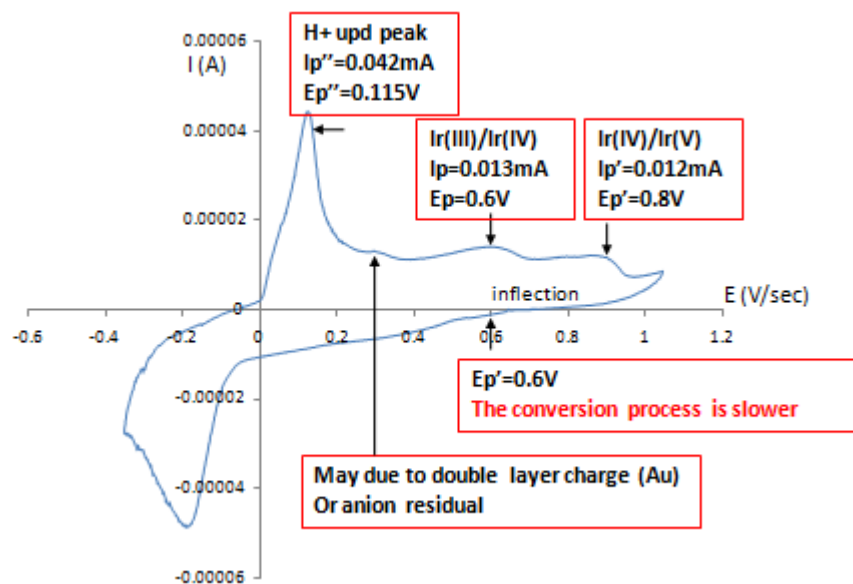 0.00006
I (A)
H+ upd peak
Ip’’=0.042mA
Ep’’=0.115V
0.00004
Ir(III)/Ir(IV)
Ip=0.013mA
Ep=0.6V
Ir(IV)/Ir(V)
Ip’=0.012mA
Ep’=0.8V
0.00002
inflection
E (V/sec)
0
-0.6
-0.4
-0.2
0
0.2
0.4
0.6
0.8
1
1.2
Ep’=0.6V
The conversion process is slower
-0.00002
May due to double layer charge (Au)
Or anion residual
-0.00004
-0.00006